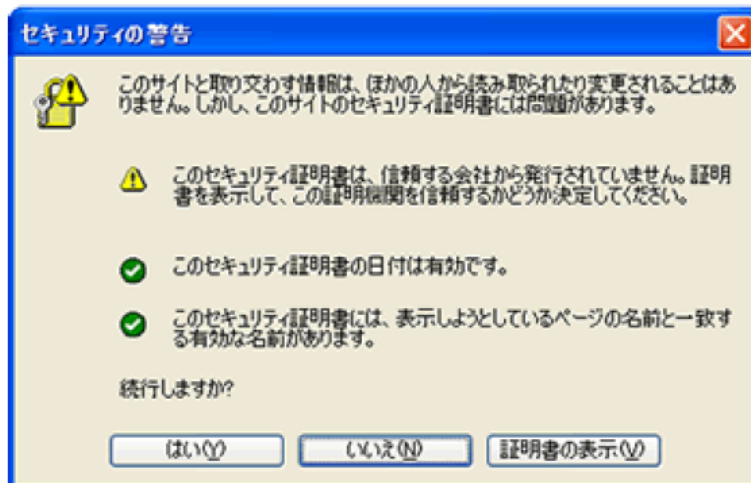 セキュリティの警告
このサイトと取り交わす情報は、ほかの人から読み取られたり変更されることはあ
りません。しかし、このサイトのセキュリティ証明書には問題があります。
このセキュリティ証明書は、信頼する会社から発行されていません。証明
書を表示して、この証明機関を信頼するかどうか決定してください。
このセキュリティ証明書の日付は有効です。
このセキュリティ証明書には、表示しようとしているページの名前と一致す
る有効な名前があります。
続行しますか?
はい(Y) いいえ(N) 証明書の表示(V)